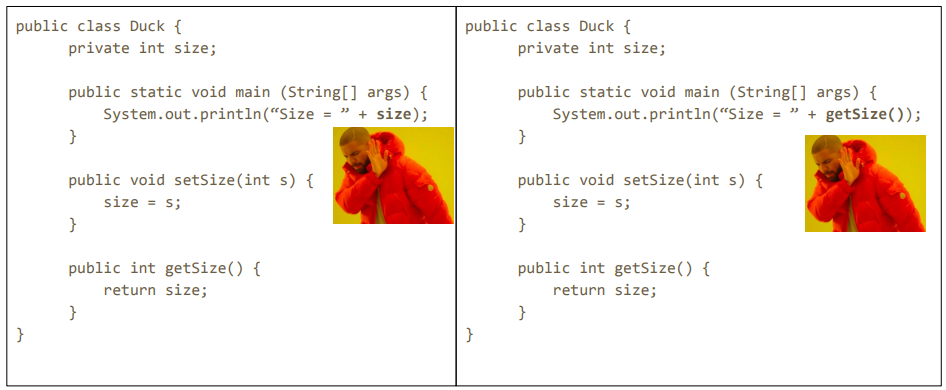 public class Duck {
private int size;
public static void main (String[] args) {
System.out.println(“Size = ” + size);
}
public void setSize(int s) {
size = s;
}
public int getSize() {
return size;
}
}
public class Duck {
private int size;
public static void main (String[] args) {
System.out.println(“Size = ” + getSize());
}
public void setSize(int s) {
size = s;
}
public int getSize() {
return size;
}
}